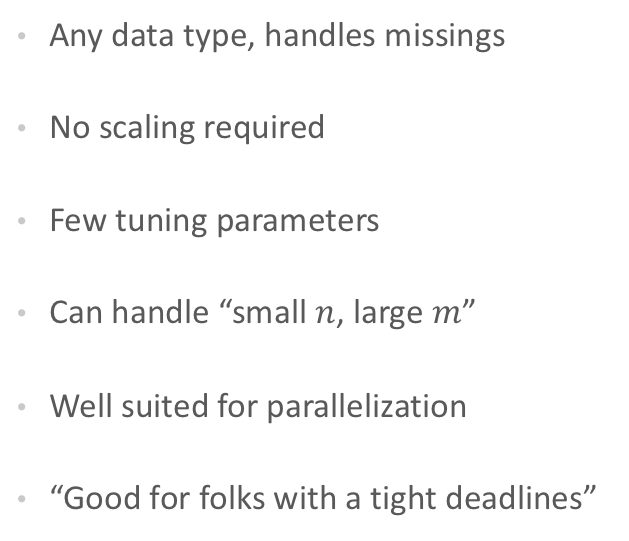 • Any data type, handles missings
• No scaling required
• Few tuning parameters
• Can handle “small n, large m”
• Well suited for parallelization
• “Good for folks with a tight deadlines”